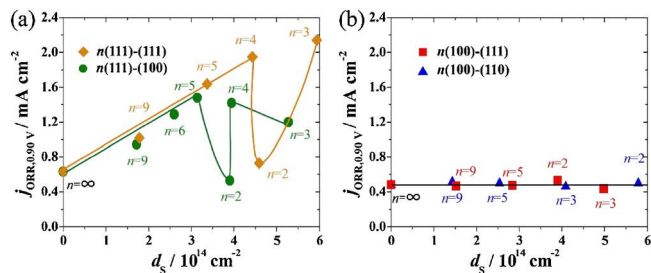 (a)
n(111)-(111)
n(111)-(100)
n=3
n=4
n=5
n=5
n=4
n=9
n=6
n=3
n=9
n=2
n=2
n=∞
2.4
2.0
1.6
1.2
0.8
0.4
0.0
0 1 2 3 4 5 6
j_ORR,0.90 V / mA cm⁻²
d_S / 10¹⁴ cm⁻²
(b)
n(100)-(111)
n(100)-(110)
n=9
n=5
n=2
n=2
n=∞
n=9
n=5
n=3
n=3
2.4
2.0
1.6
1.2
0.8
0.4
0.0
0 1 2 3 4 5 6
j_ORR,0.90 V / mA cm⁻²
d_S / 10¹⁴ cm⁻²